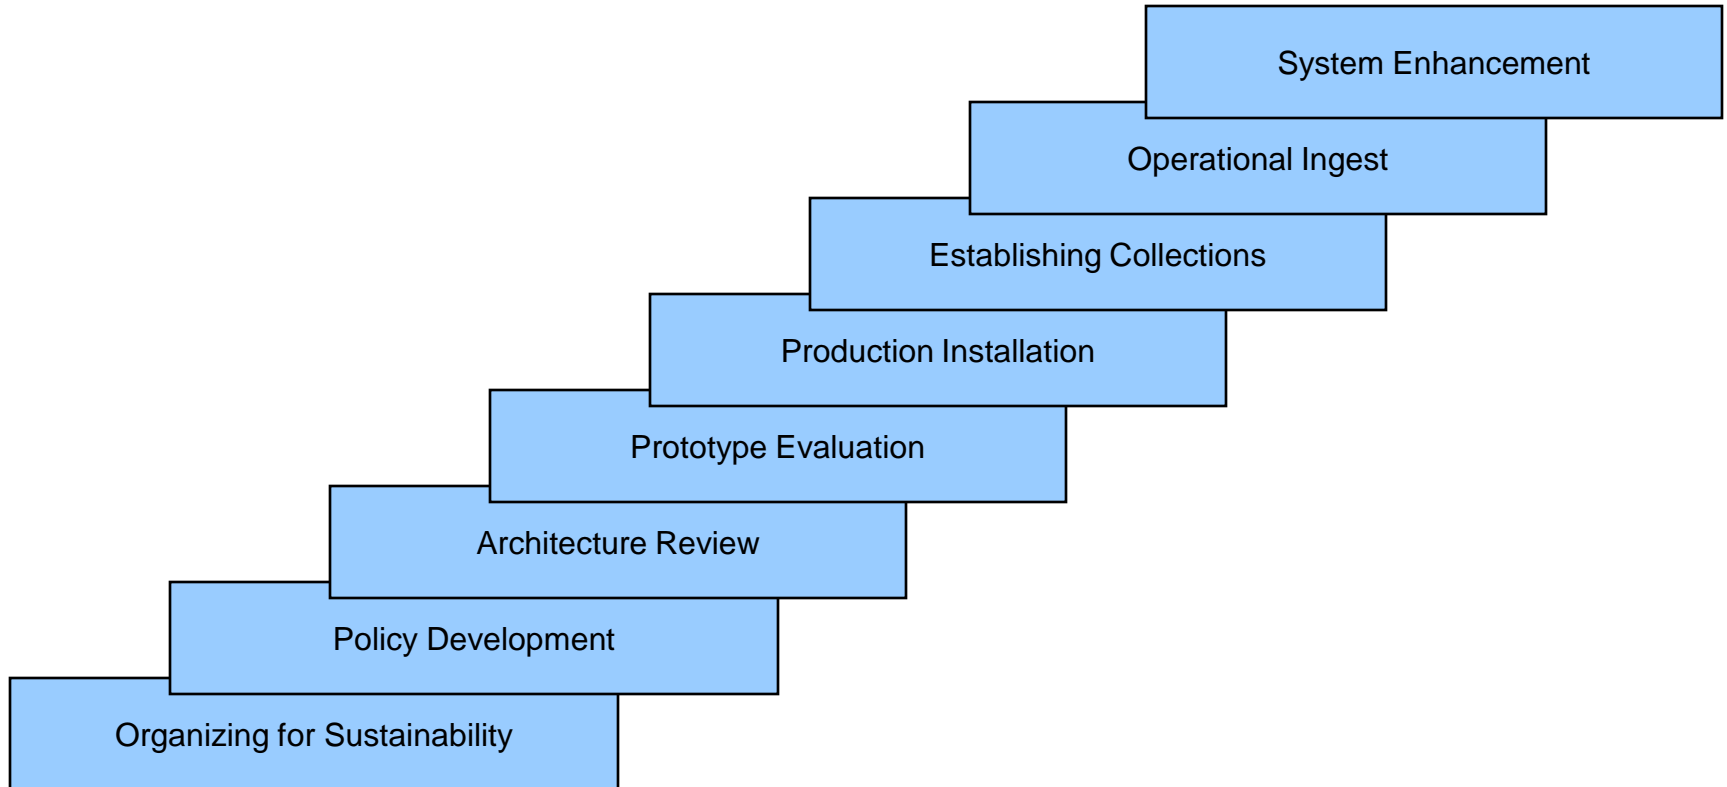 System Enhancement
Operational Ingest
Establishing Collections
Production Installation
Prototype Evaluation
Architecture Review
Policy Development
Organizing for Sustainability